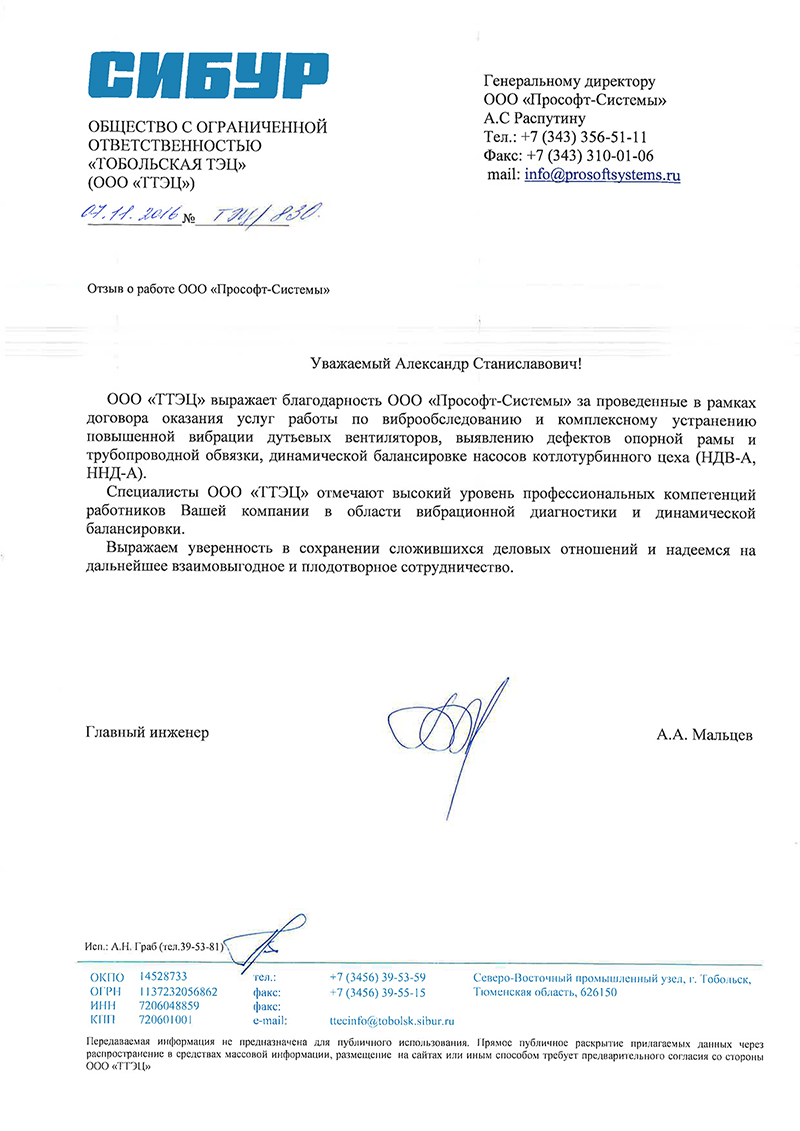 СИБУР
ОБЩЕСТВО С ОГРАНИЧЕННОЙ
ОТВЕТСТВЕННОСТЬЮ
«ТОБОЛЬСКАЯ ТЭЦ»
(ООО «ТТЭЦ»)
07.11.2016 № ТЭЦ/830.
Генеральному директору
ООО «Прософт-Системы»
А.С Распутину
Тел.: +7 (343) 356-51-11
Факс: +7 (343) 310-01-06
mail: info@prosoftsystems.ru
Отзыв о работе ООО «Прософт-Системы»
Уважаемый Александр Станиславович!
ООО «ТТЭЦ» выражает благодарность ООО «Прософт-Системы» за проведенные в рамках
договора оказания услуг работы по виброобследованию и комплексному устранению
повышенной вибрации дутьевых вентиляторов, выявлению дефектов опорной рамы и
трубопроводной обвязки, динамической балансировке насосов котлотурбинного цеха (НДВ-А,
ННД-А).
Специалисты ООО «ТТЭЦ» отмечают высокий уровень профессиональных компетенций
работников Вашей компании в области вибрационной диагностики и динамической
балансировки.
Выражаем уверенность в сохранении сложившихся деловых отношений и надеемся на
дальнейшее взаимовыгодное и плодотворное сотрудничество.
Главный инженер А.А. Мальцев
Исп.: А.Н. Граб (тел.39-53-81)
ОКПО 14528733 тел.: +7 (3456) 39-53-59 Северо-Восточный промышленный узел, г. Тобольск,
ОГРН 1137232056862 факс: +7 (3456) 39-55-15 Тюменская область, 626150
ИНН 7206048859 факс:
КПП 720601001 e-mail: ttecinfo@tobolsk.sibur.ru
Передаваемая информация не предназначена для публичного использования. Прямое публичное раскрытие прилагаемых данных через
распространение в средствах массовой информации, размещение на сайтах или иным способом требует предварительного согласия со стороны
ООО «ТТЭЦ»